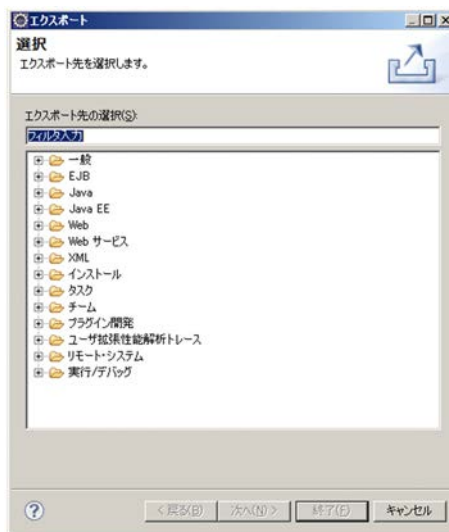 エクスポート
選択
エクスポート先を選択します。
エクスポート先の選択(S):
フィルタ入力
一般
EJB
Java
Java EE
Web
Web サービス
XML
インストール
タスク
チーム
プラグイン開発
ユーザ拡張性能解析トレース
リモート・システム
実行/デバッグ
?
< 戻る(B)
次へ(N) >
終了(F)
キャンセル